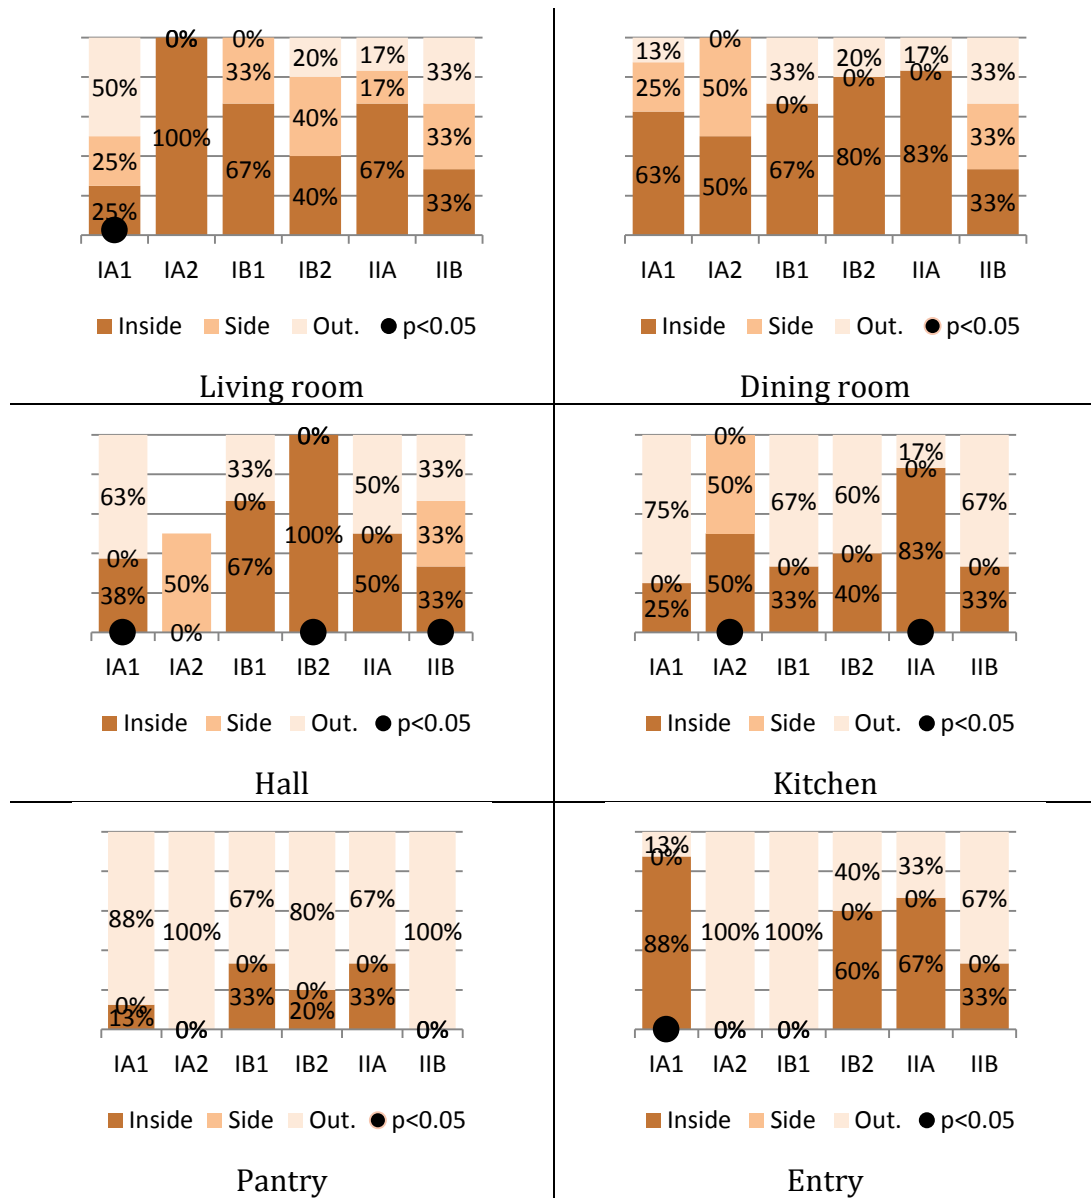 50% 0% 0% 20% 17% 33%
25% 100% 33% 40% 17% 33%
25% 67% 40% 67% 33%
IA1 IA2 IB1 IB2 IIA IIB
Inside Side Out. p<0.05
Living room
13% 0% 33% 20% 17% 33%
25% 50% 0% 0% 0% 33%
63% 50% 67% 80% 83% 33%
IA1 IA2 IB1 IB2 IIA IIB
Inside Side Out. p<0.05
Dining room
63% 33% 0% 50% 33%
0% 50% 0% 100% 0% 33%
38% 0% 67% 50% 33%
IA1 IA2 IB1 IB2 IIA IIB
Inside Side Out. p<0.05
Hall
75% 0% 67% 60% 17% 67%
0% 50% 0% 0% 0% 0%
25% 50% 33% 40% 83% 33%
IA1 IA2 IB1 IB2 IIA IIB
Inside Side Out. p<0.05
Kitchen
88% 100% 67% 80% 67% 100%
0% 0% 0% 0% 0% 0%
13% 33% 20% 33%
IA1 IA2 IB1 IB2 IIA IIB
Inside Side Out. p<0.05
Pantry
13% 100% 100% 40% 33% 67%
0% 0% 0% 0% 0% 0%
88% 60% 67% 33%
IA1 IA2 IB1 IB2 IIA IIB
Inside Side Out. p<0.05
Entry